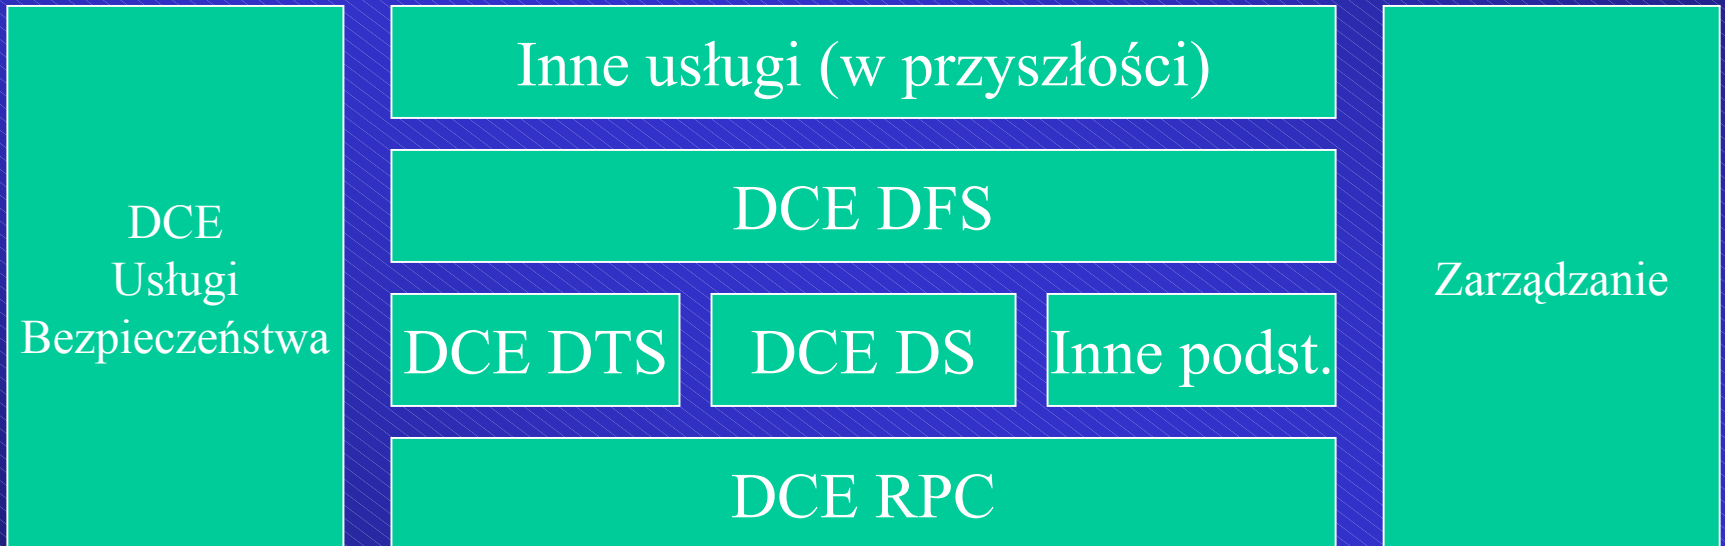 DCE
Usługi
Bezpieczeństwa
Inne usługi (w przyszłości)
DCE DFS
DCE DTS
DCE DS
Inne podst.
DCE RPC
Zarządzanie